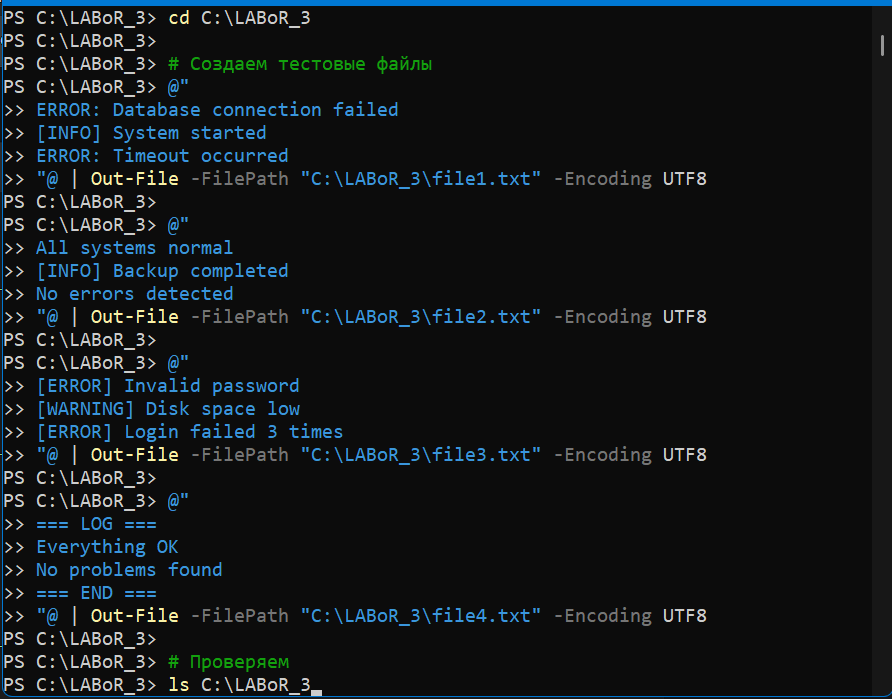 PS C:\LABoR_3> cd C:\LABoR_3
PS C:\LABoR_3>
PS C:\LABoR_3> # Создаем тестовые файлы
PS C:\LABoR_3> @"
>> ERROR: Database connection failed
>> [INFO] System started
>> ERROR: Timeout occurred
>> "@ | Out-File -FilePath "C:\LABoR_3\file1.txt" -Encoding UTF8
PS C:\LABoR_3>
PS C:\LABoR_3> @"
>> All systems normal
>> [INFO] Backup completed
>> No errors detected
>> "@ | Out-File -FilePath "C:\LABoR_3\file2.txt" -Encoding UTF8
PS C:\LABoR_3>
PS C:\LABoR_3> @"
>> [ERROR] Invalid password
>> [WARNING] Disk space low
>> [ERROR] Login failed 3 times
>> "@ | Out-File -FilePath "C:\LABoR_3\file3.txt" -Encoding UTF8
PS C:\LABoR_3>
PS C:\LABoR_3> @"
>> === LOG ===
>> Everything OK
>> No problems found
>> === END ===
>> "@ | Out-File -FilePath "C:\LABoR_3\file4.txt" -Encoding UTF8
PS C:\LABoR_3>
PS C:\LABoR_3> # Проверяем
PS C:\LABoR_3> ls C:\LABoR_3